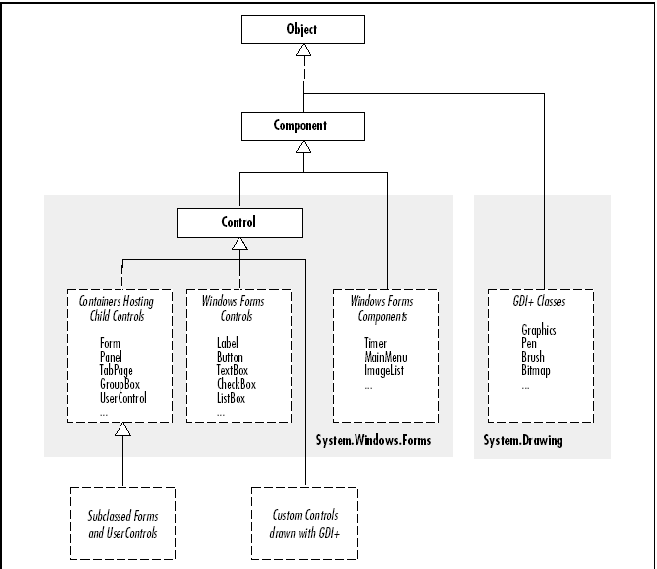 Object
Component
Control
Containers Hosting
Child Controls
Form
Panel
TabPage
GroupBox
UserControl
...
Windows Forms
Controls
Label
Button
TextBox
CheckBox
ListBox
...
Windows Forms
Components
Timer
MainMenu
ImageList
...
GDI+ Classes
Graphics
Pen
Brush
Bitmap
...
System.Windows.Forms
System.Drawing
Subclassed Forms
and UserControls
Custom Controls
drawn with GDI+